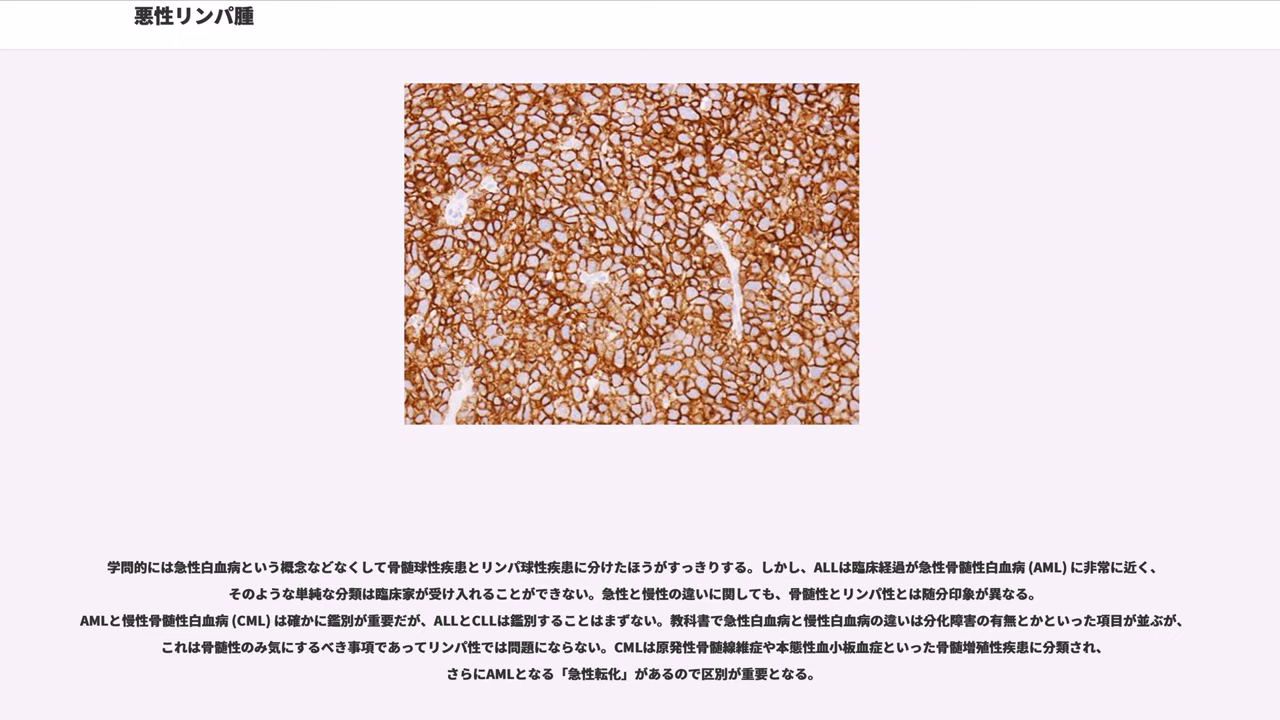 悪性リンパ腫
学問的には急性白血病という概念などなくして骨髄球性疾患とリンパ球性疾患に分けたほうがすっきりする。しかし、ALLは臨床経過が急性骨髄性白血病 (AML) に非常に近く、
そのような単純な分類は臨床家が受け入れることができない。急性と慢性の違いに関しても、骨髄性とリンパ性とは随分印象が異なる。
AMLと慢性骨髄性白血病 (CML) は確かに鑑別が重要だが、ALLとCLLは鑑別することはまずない。教科書で急性白血病と慢性白血病の違いは分化障害の有無とかといった項目が並ぶが、
これは骨髄性のみ気にするべき事項であってリンパ性では問題にならない。CMLは原発性骨髄線維症や本態性血小板血症といった骨髄増殖性疾患に分類され、
さらにAMLとなる「急性転化」があるので区別が重要となる。